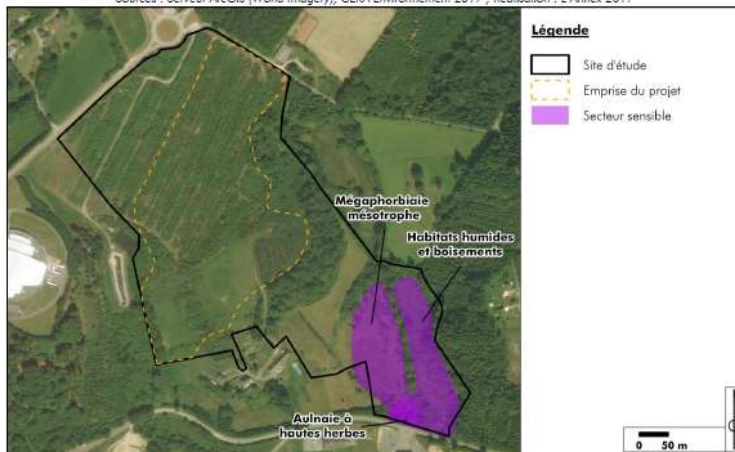 Légende
Site d'étude
Emprise du projet
Secteur sensible
Mégaphorbiaie
mésotrophe
Habitats humides
et boisements
Aulnaie à
hautes herbes
0 50 m